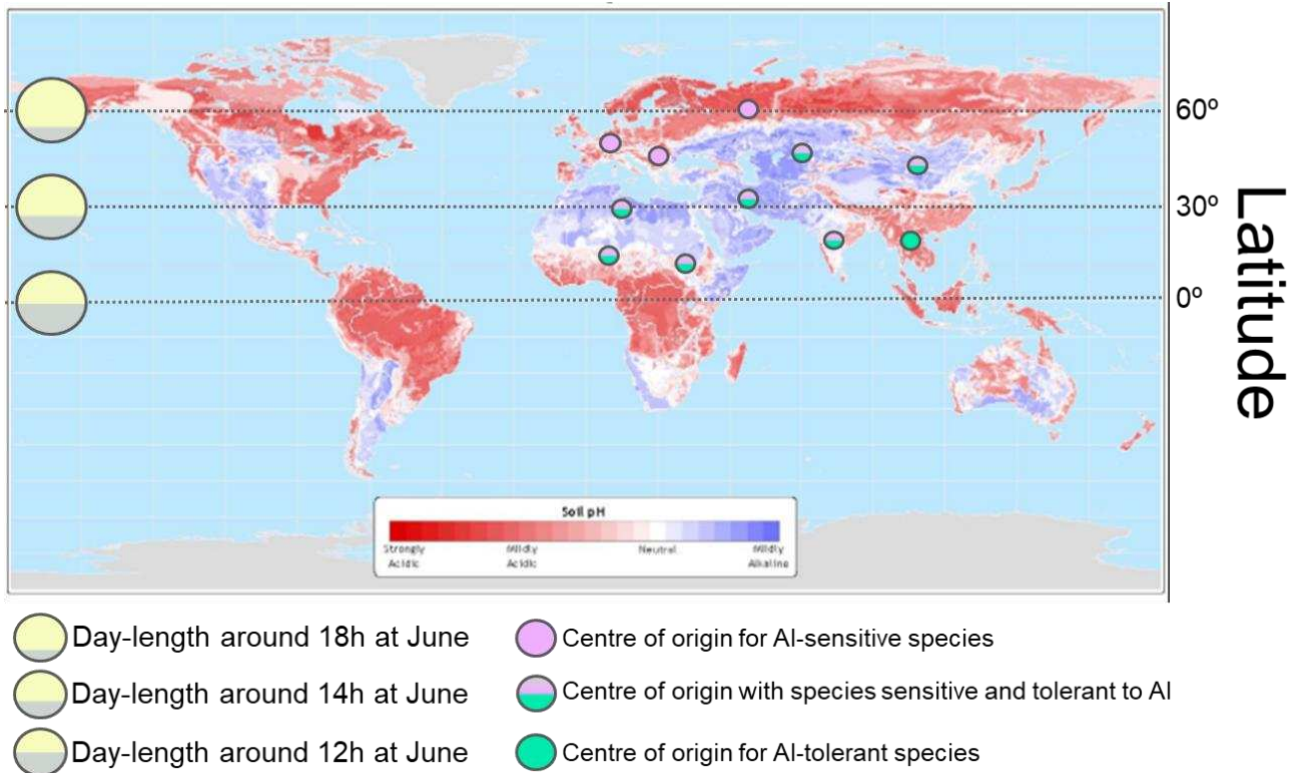 60º
30º
0º
Latitude
Soil pH
Strongly
Acidic
Mildly
Acidic
Neutral
Mildly
Alkaline
Day-length around 18h at June
Centre of origin for Al-sensitive species
Day-length around 14h at June
Centre of origin with species sensitive and tolerant to Al
Day-length around 12h at June
Centre of origin for Al-tolerant species